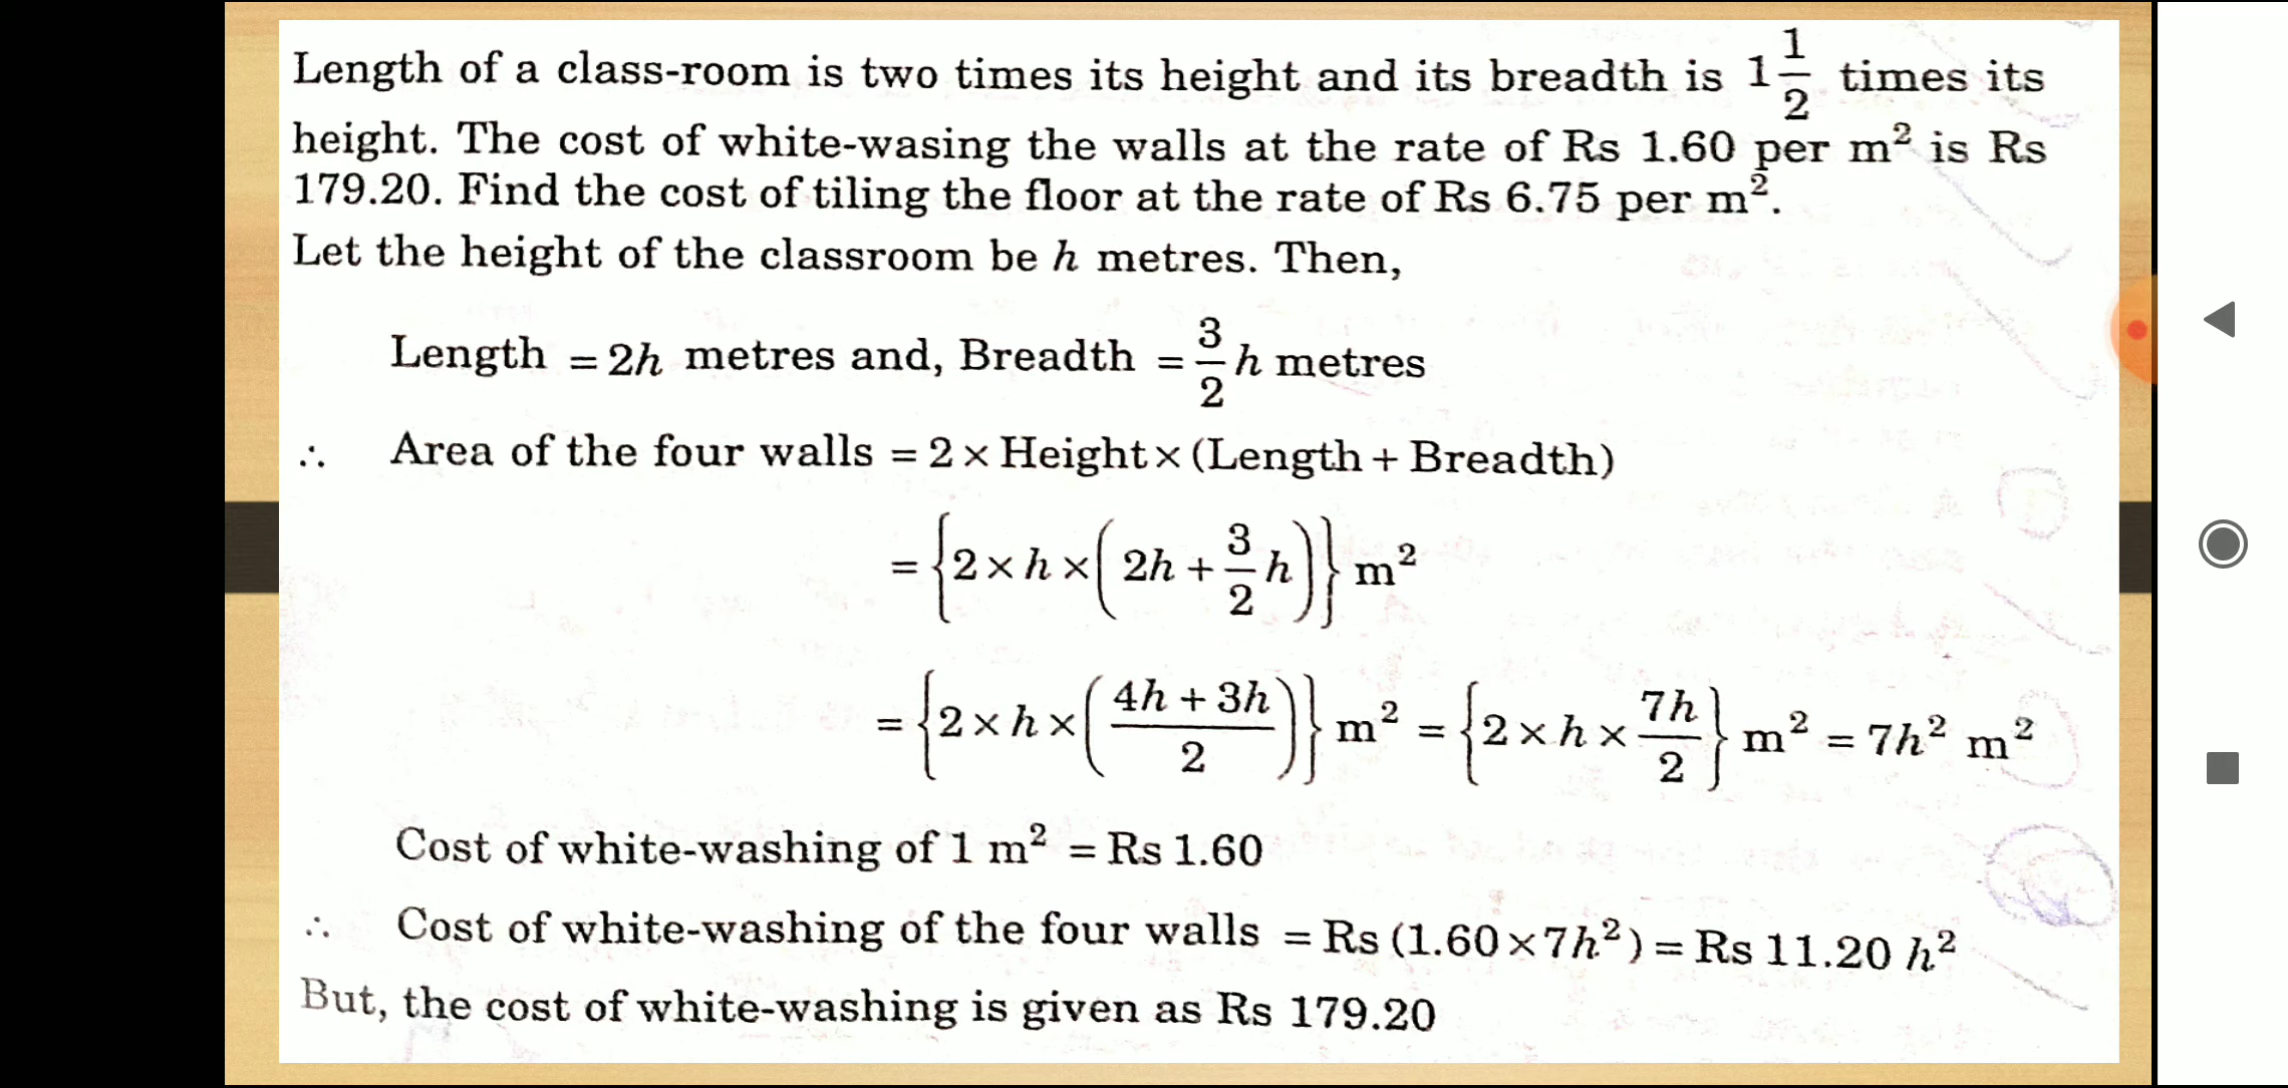 Length of a class-room is two times its height and its breadth is 1 1/2 times its
height. The cost of white-wasing the walls at the rate of Rs 1.60 per m² is Rs
179.20. Find the cost of tiling the floor at the rate of Rs 6.75 per m².
Let the height of the classroom be h metres. Then,
Length = 2h metres and, Breadth = 3/2 h metres
∴ Area of the four walls = 2 × Height × (Length + Breadth)
= {2 × h × (2h + 3/2 h)} m²
= {2 × h × ((4h + 3h)/2)} m² = {2 × h × 7h/2} m² = 7h² m²
Cost of white-washing of 1 m² = Rs 1.60
∴ Cost of white-washing of the four walls = Rs (1.60 × 7h²) = Rs 11.20 h²
But, the cost of white-washing is given as Rs 179.20